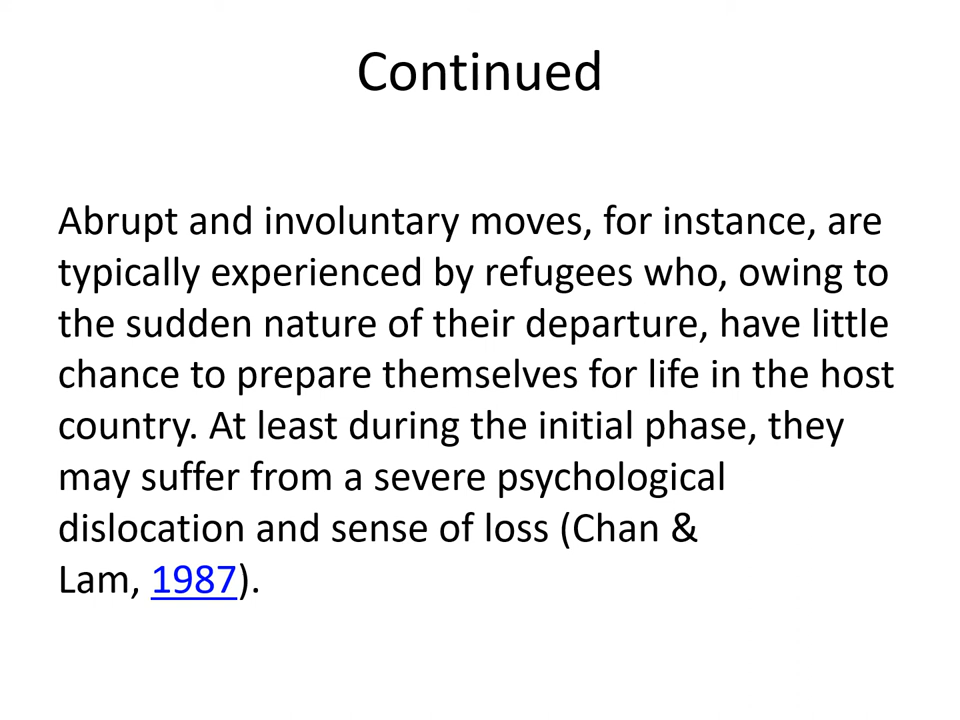 Continued
Abrupt and involuntary moves, for instance, are
typically experienced by refugees who, owing to
the sudden nature of their departure, have little
chance to prepare themselves for life in the host
country. At least during the initial phase, they
may suffer from a severe psychological
dislocation and sense of loss (Chan &
Lam, 1987).